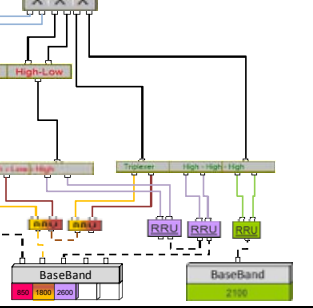 High-Low
Low - High
Triplexer High - High - High
RRU RRU RRU RRU RRU
BaseBand BaseBand
850 1800 2600 2100